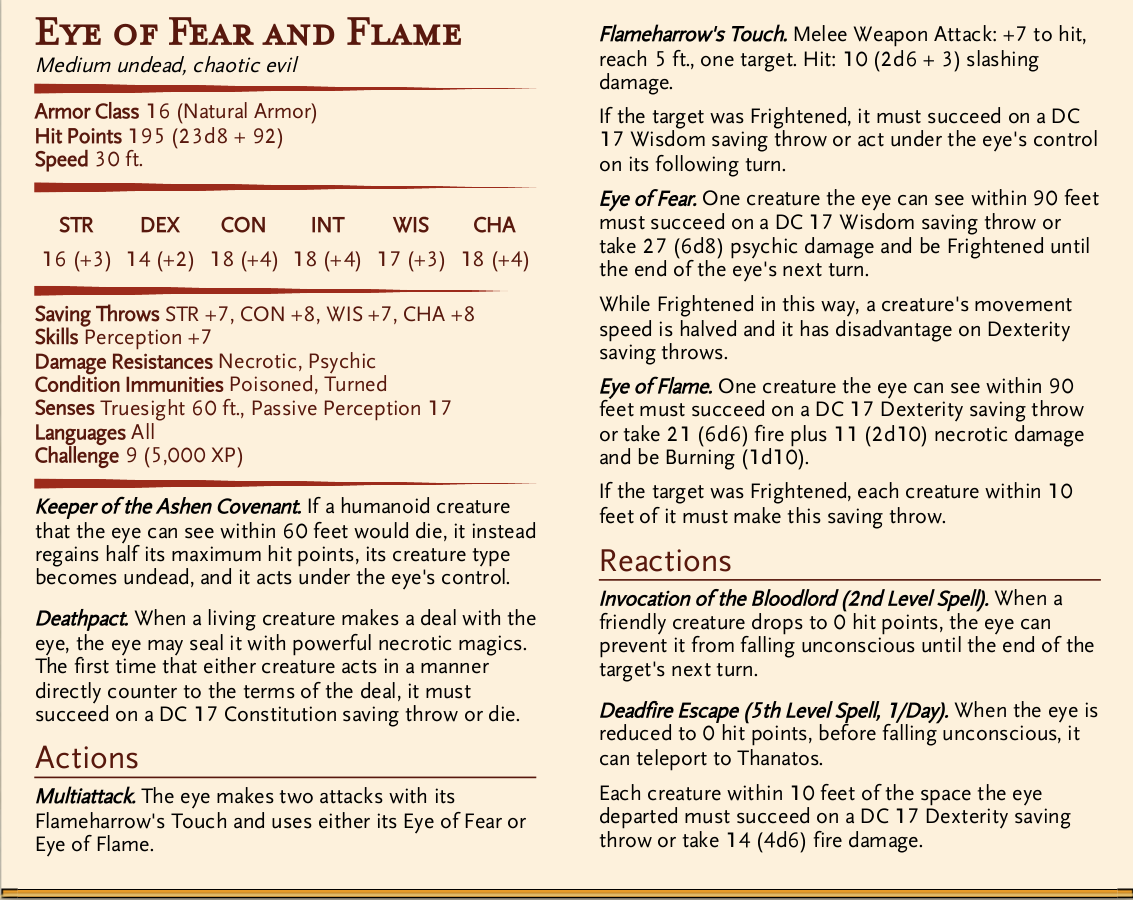 Eye of Fear and Flame
Medium undead, chaotic evil
Armor Class 16 (Natural Armor)
Hit Points 195 (23d8 + 92)
Speed 30 ft.
STR DEX CON INT WIS CHA
16 (+3) 14 (+2) 18 (+4) 18 (+4) 17 (+3) 18 (+4)
Saving Throws STR +7, CON +8, WIS +7, CHA +8
Skills Perception +7
Damage Resistances Necrotic, Psychic
Condition Immunities Poisoned, Turned
Senses Truesight 60 ft., Passive Perception 17
Languages All
Challenge 9 (5,000 XP)
Keeper of the Ashen Covenant. If a humanoid creature
that the eye can see within 60 feet would die, it instead
regains half its maximum hit points, its creature type
becomes undead, and it acts under the eye's control.
Deathpact. When a living creature makes a deal with the
eye, the eye may seal it with powerful necrotic magics.
The first time that either creature acts in a manner
directly counter to the terms of the deal, it must
succeed on a DC 17 Constitution saving throw or die.
Actions
Multiattack. The eye makes two attacks with its
Flameharrow's Touch and uses either its Eye of Fear or
Eye of Flame.
Flameharrow's Touch. Melee Weapon Attack: +7 to hit,
reach 5 ft., one target. Hit: 10 (2d6 + 3) slashing
damage.
If the target was Frightened, it must succeed on a DC
17 Wisdom saving throw or act under the eye's control
on its following turn.
Eye of Fear. One creature the eye can see within 90 feet
must succeed on a DC 17 Wisdom saving throw or
take 27 (6d8) psychic damage and be Frightened until
the end of the eye's next turn.
While Frightened in this way, a creature's movement
speed is halved and it has disadvantage on Dexterity
saving throws.
Eye of Flame. One creature the eye can see within 90
feet must succeed on a DC 17 Dexterity saving throw
or take 21 (6d6) fire plus 11 (2d10) necrotic damage
and be Burning (1d10).
If the target was Frightened, each creature within 10
feet of it must make this saving throw.
Reactions
Invocation of the Bloodlord (2nd Level Spell). When a
friendly creature drops to 0 hit points, the eye can
prevent it from falling unconscious until the end of the
target's next turn.
Deadfire Escape (5th Level Spell, 1/Day). When the eye is
reduced to 0 hit points, before falling unconscious, it
can teleport to Thanatos.
Each creature within 10 feet of the space the eye
departed must succeed on a DC 17 Dexterity saving
throw or take 14 (4d6) fire damage.